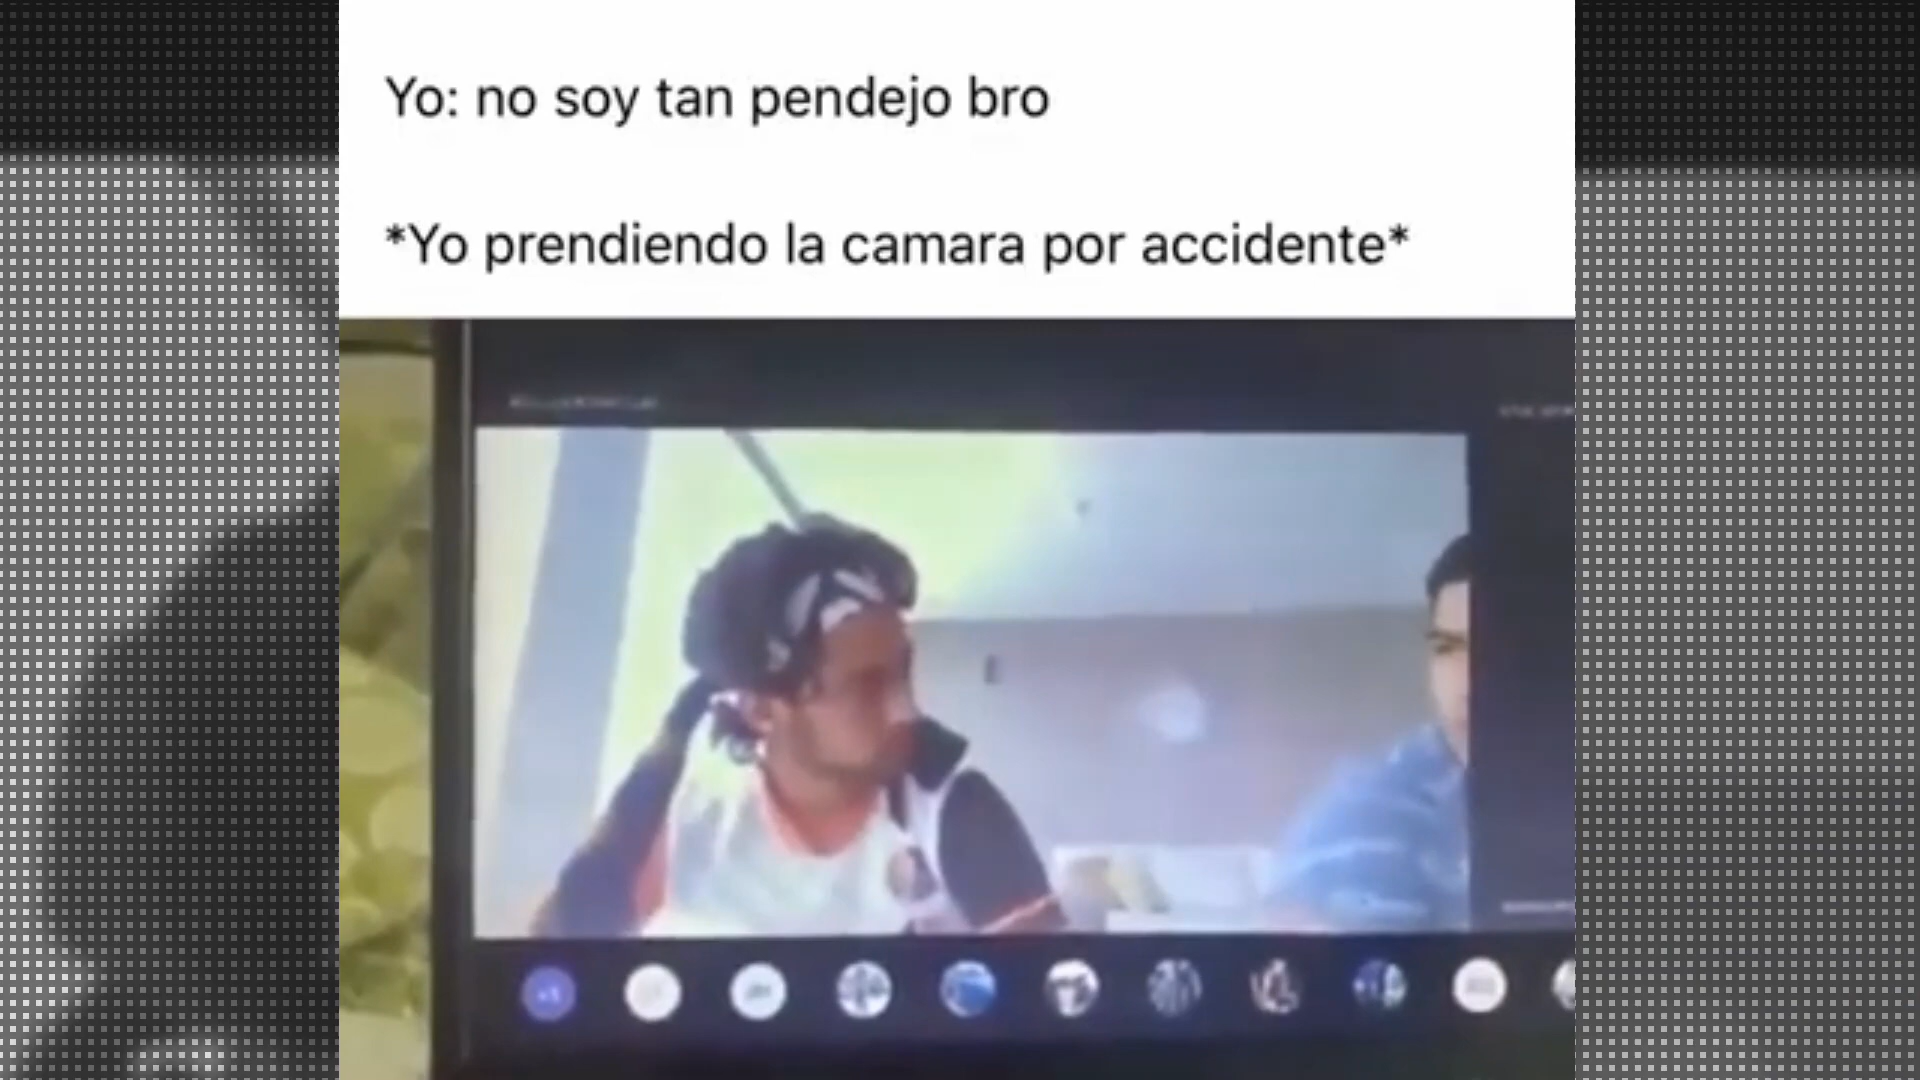 Yo: no soy tan pendejo bro
*Yo prendiendo la camara por accidente*